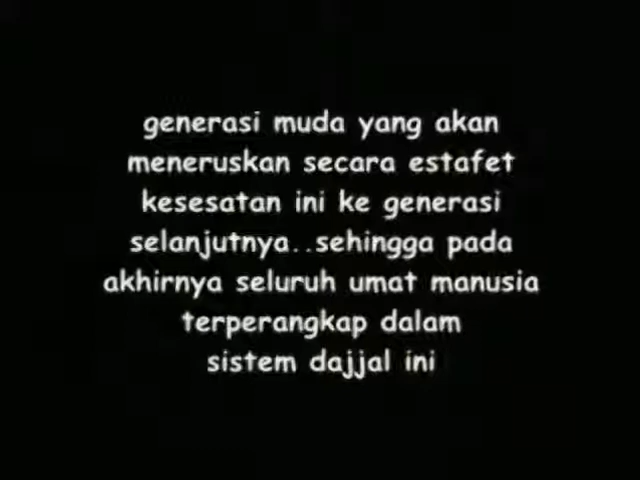 generasi muda yang akan
meneruskan secara estafet
kesesatan ini ke generasi
selanjutnya..sehingga pada
akhirnya seluruh umat manusia
terperangkap dalam
sistem dajjal ini